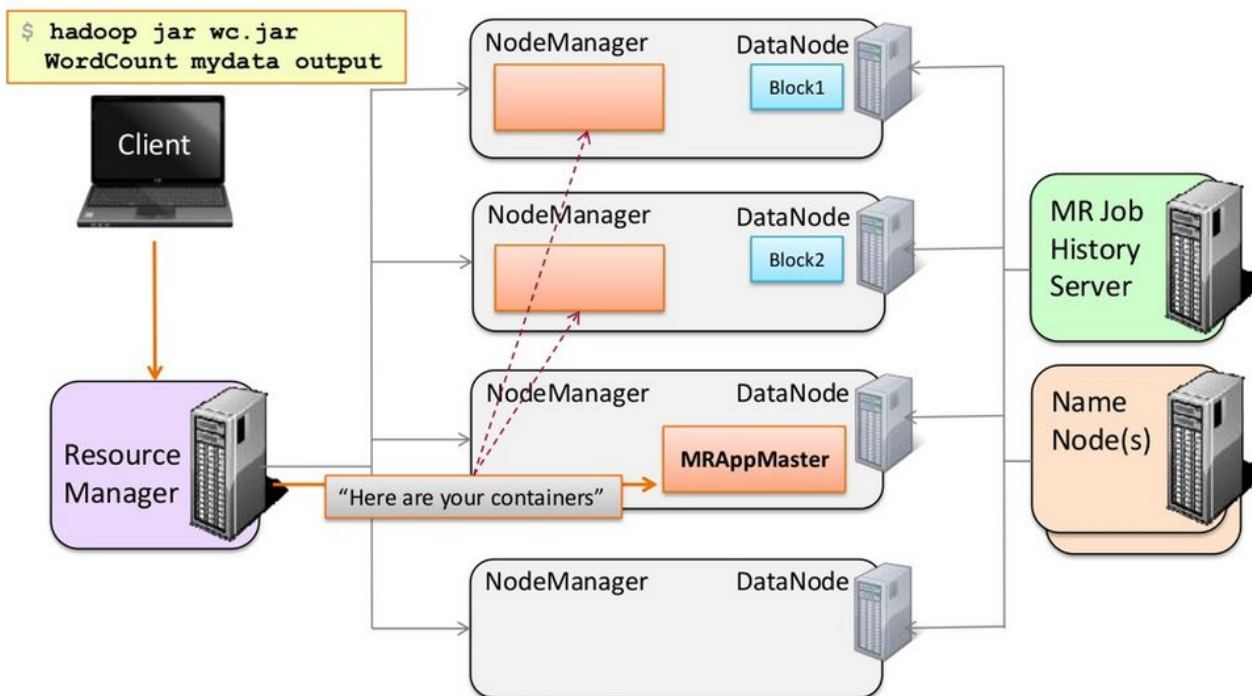 $ hadoop jar wc.jar
WordCount mydata output
Client
Resource
Manager
NodeManager
DataNode
Block1
NodeManager
DataNode
Block2
NodeManager
DataNode
MRAppMaster
“Here are your containers”
NodeManager
DataNode
MR Job
History
Server
Name
Node(s)